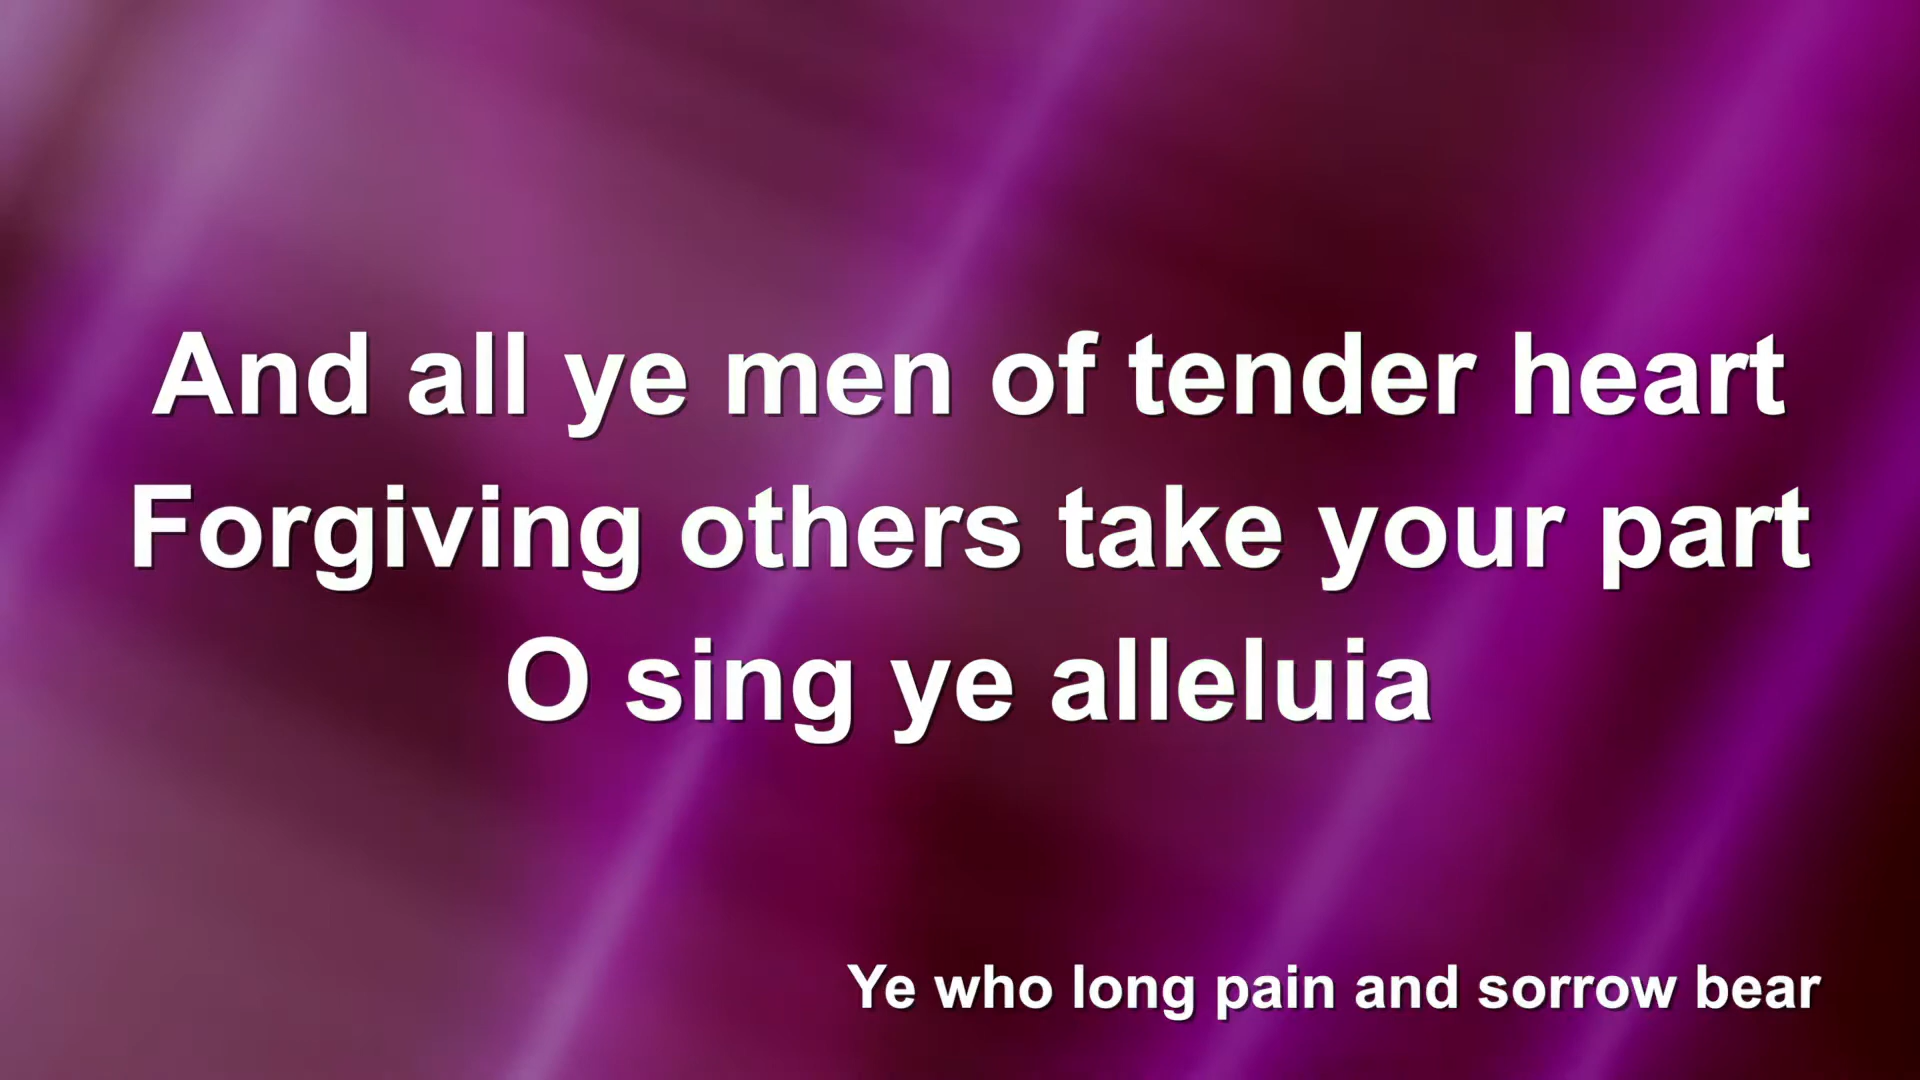 And all ye men of tender heart
Forgiving others take your part
O sing ye alleluia
Ye who long pain and sorrow bear